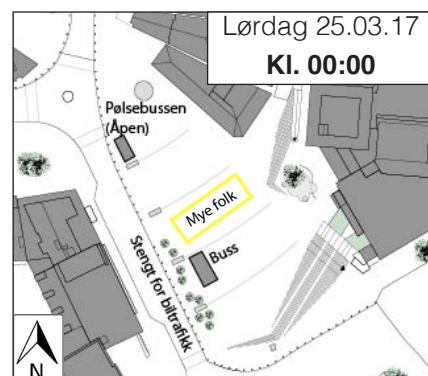 Lørdag 25.03.17
Kl. 00:00
Pølsebussen
(Åpen)
Mye folk
Buss
Stengt for biltrafikk
N